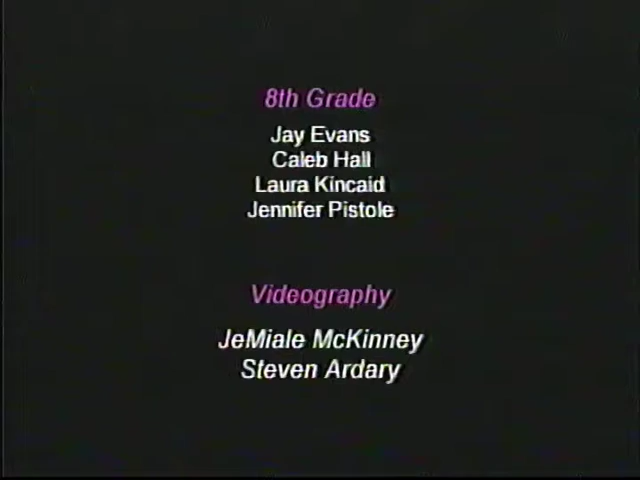 8th Grade
Jay Evans
Caleb Hall
Laura Kincaid
Jennifer Pistole
Videography
JeMiale McKinney
Steven Ardary